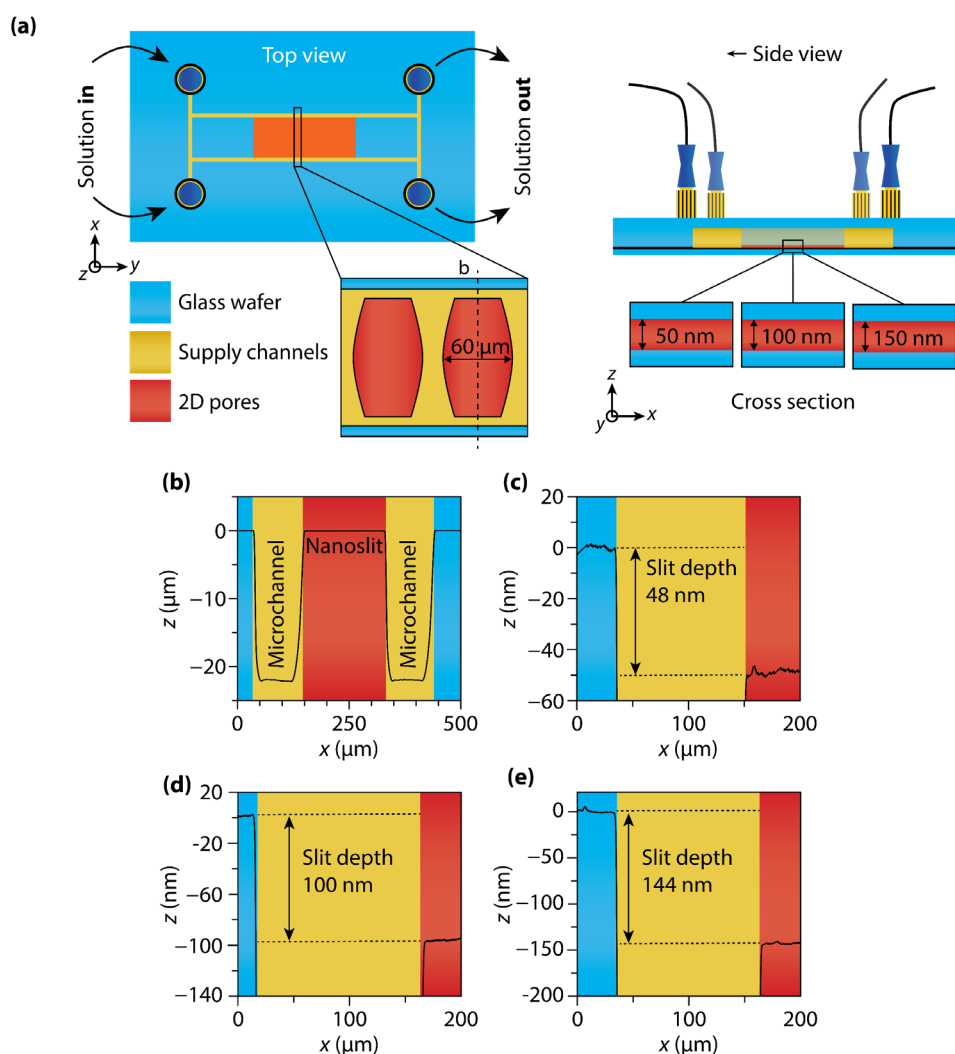 (a)
Top view
← Side view
Solution in
Solution out
x
z
y
b
Glass wafer
Supply channels
2D pores
60 µm
50 nm
100 nm
150 nm
z
y
x
Cross section
(b)
0
−10
−20
z (µm)
Microchannel
Nanoslit
Microchannel
0
250
500
x (µm)
(c)
20
0
−20
−40
−60
z (nm)
Slit depth
48 nm
0
100
200
x (µm)
(d)
20
-20
−60
−100
−140
z (nm)
Slit depth
100 nm
0
100
200
x (µm)
(e)
0
−50
−100
−150
-200
z (nm)
Slit depth
144 nm
0
100
200
x (µm)